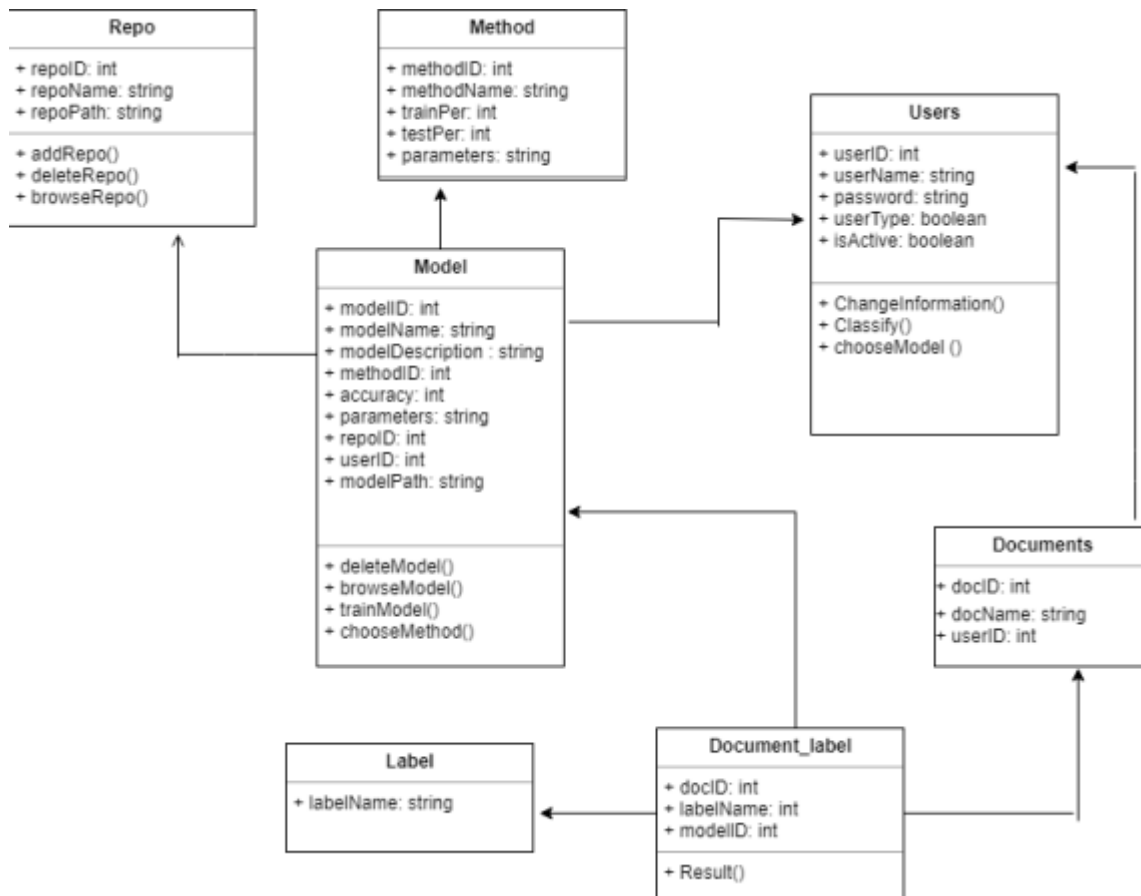 Repo
+ repoID: int
+ repoName: string
+ repoPath: string
+ addRepo()
+ deleteRepo()
+ browseRepo()
Method
+ methodID: int
+ methodName: string
+ trainPer: int
+ testPer: int
+ parameters: string
Users
+ userID: int
+ userName: string
+ password: string
+ userType: boolean
+ isActive: boolean
+ ChangeInformation()
+ Classify()
+ chooseModel ()
Model
+ modelID: int
+ modelName: string
+ modelDescription : string
+ methodID: int
+ accuracy: int
+ parameters: string
+ repoID: int
+ userID: int
+ modelPath: string
+ deleteModel()
+ browseModel()
+ trainModel()
+ chooseMethod()
Documents
+ docID: int
+ docName: string
+ userID: int
Label
+ labelName: string
Document_label
+ docID: int
+ labelName: int
+ modelID: int
+ Result()